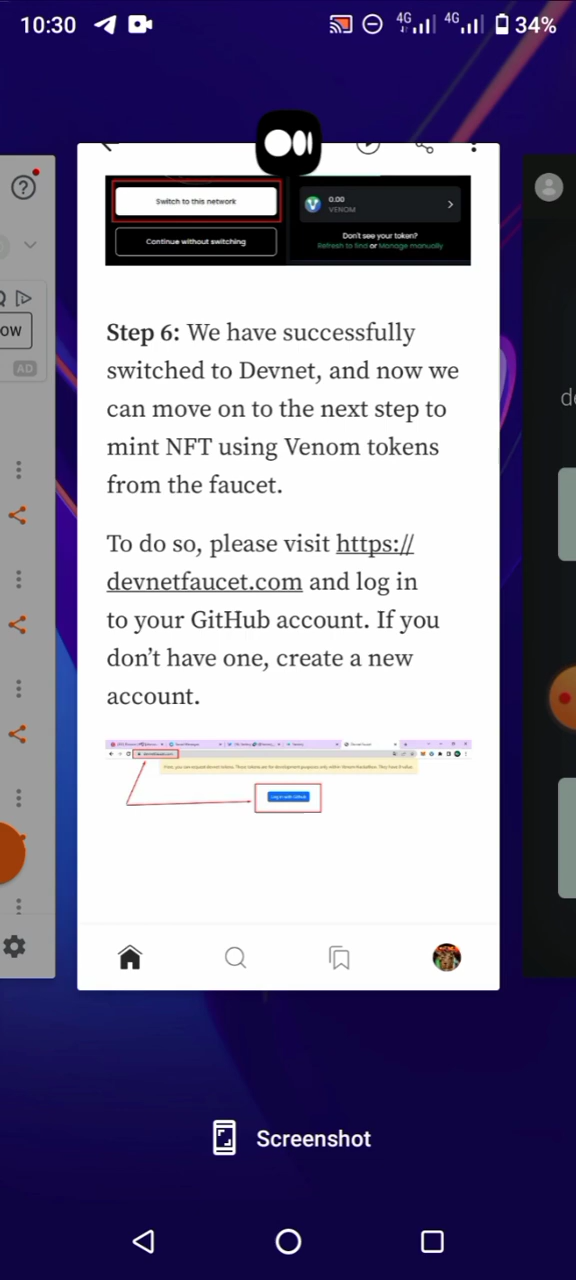 10:30
4G 4G 34%
Switch to this network
Continue without switching
0.00
VENOM
Don't see your token?
Refresh to find or Manage manually
OW
AD
Step 6: We have successfully
switched to Devnet, and now we
can move on to the next step to
mint NFT using Venom tokens
from the faucet.
To do so, please visit https://
devnetfaucet.com and log in
to your GitHub account. If you
don’t have one, create a new
account.
Log in with GitHub
Screenshot